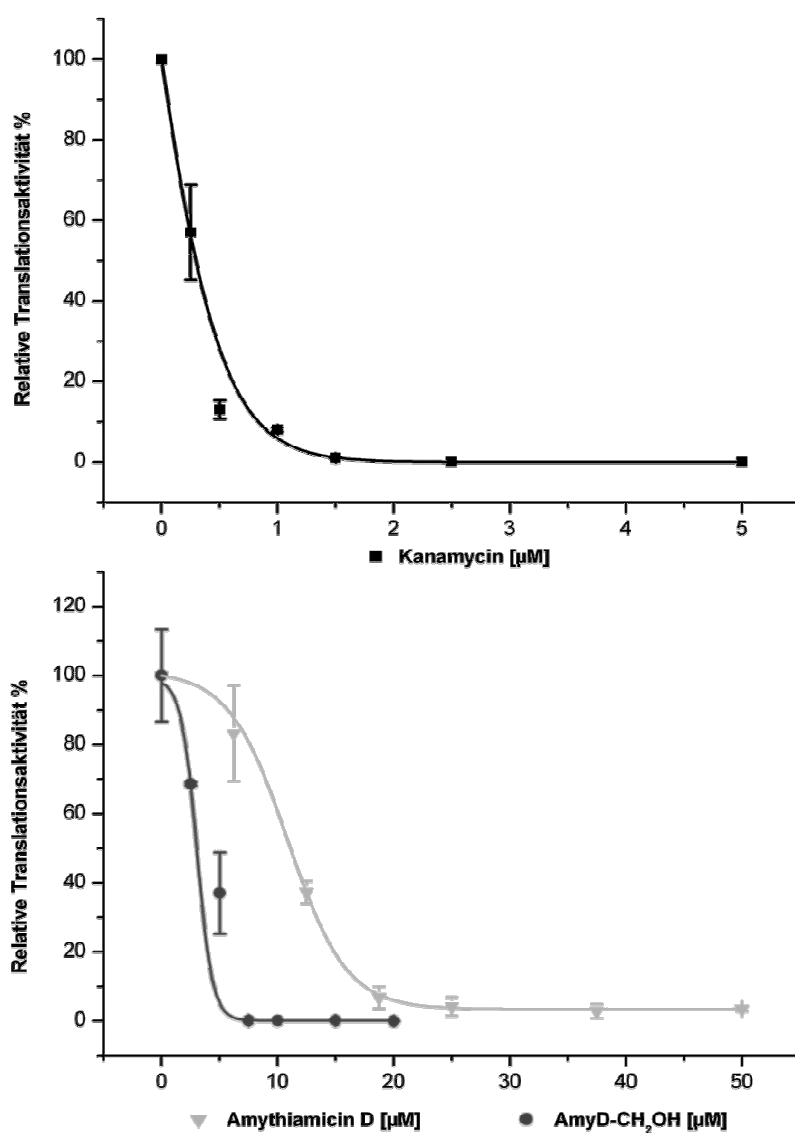 Relative Translationsaktivität %
100
80
60
40
20
0
0 1 2 3 4 5
Kanamycin [µM]
Relative Translationsaktivität %
120
100
80
60
40
20
0
0 10 20 30 40 50
Amythiamicin D [µM] AmyD-CH₂OH [µM]